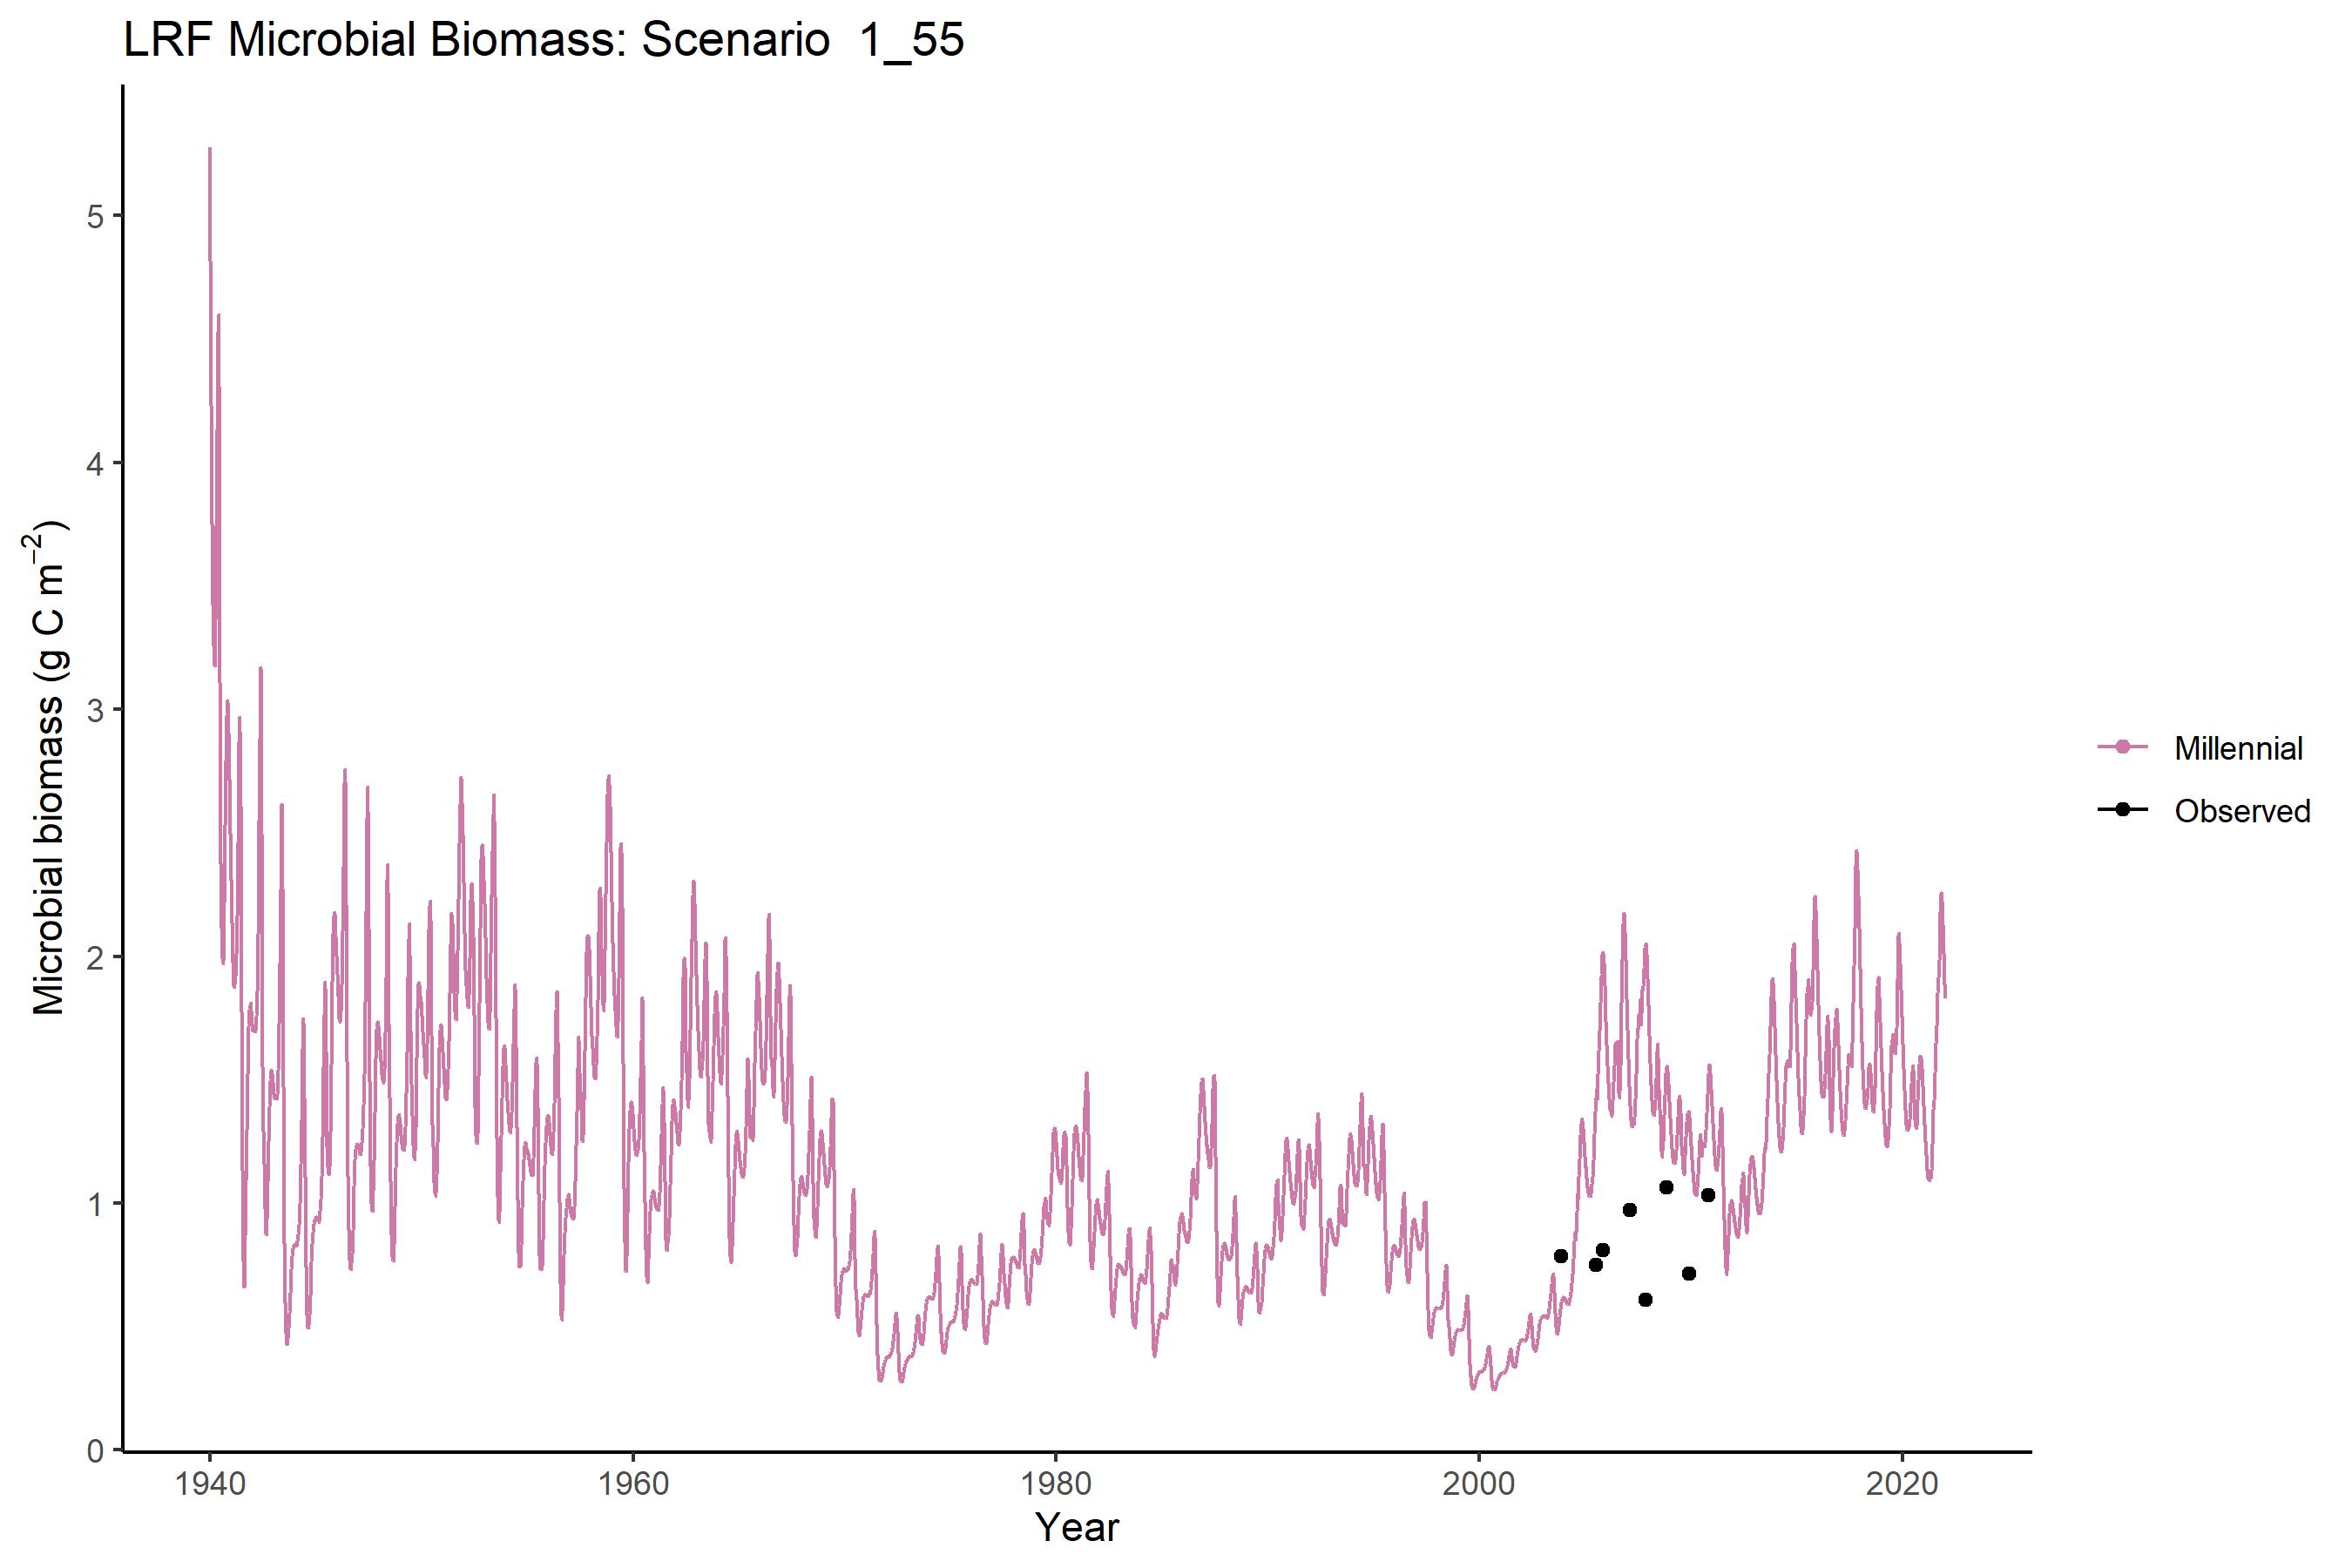 LRF Microbial Biomass: Scenario  1_55
Microbial biomass (g C m⁻²)
5
4
3
2
1
0
1940 1960 1980 2000 2020
Year
Millennial
Observed